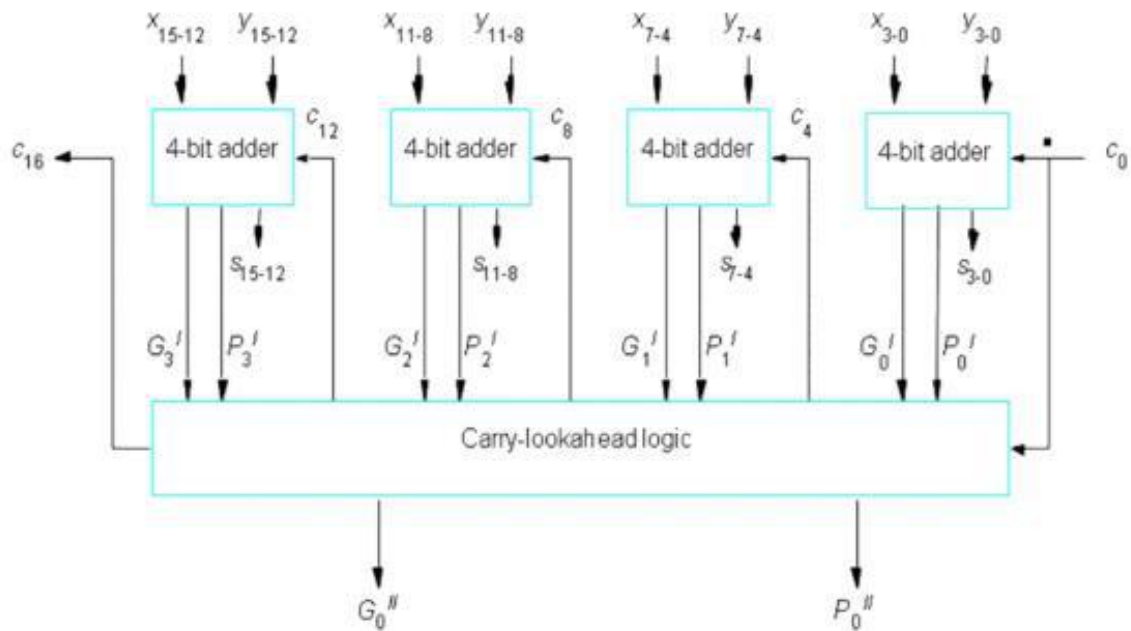 x15-12 y15-12 x11-8 y11-8 x7-4 y7-4 x3-0 y3-0
c12 c8 c4
4-bit adder 4-bit adder 4-bit adder 4-bit adder
c16 c0
s15-12 s11-8 s7-4 s3-0
G3I P3I G2I P2I G1I P1I G0I P0I
Carry-lookahead logic
G0II P0II